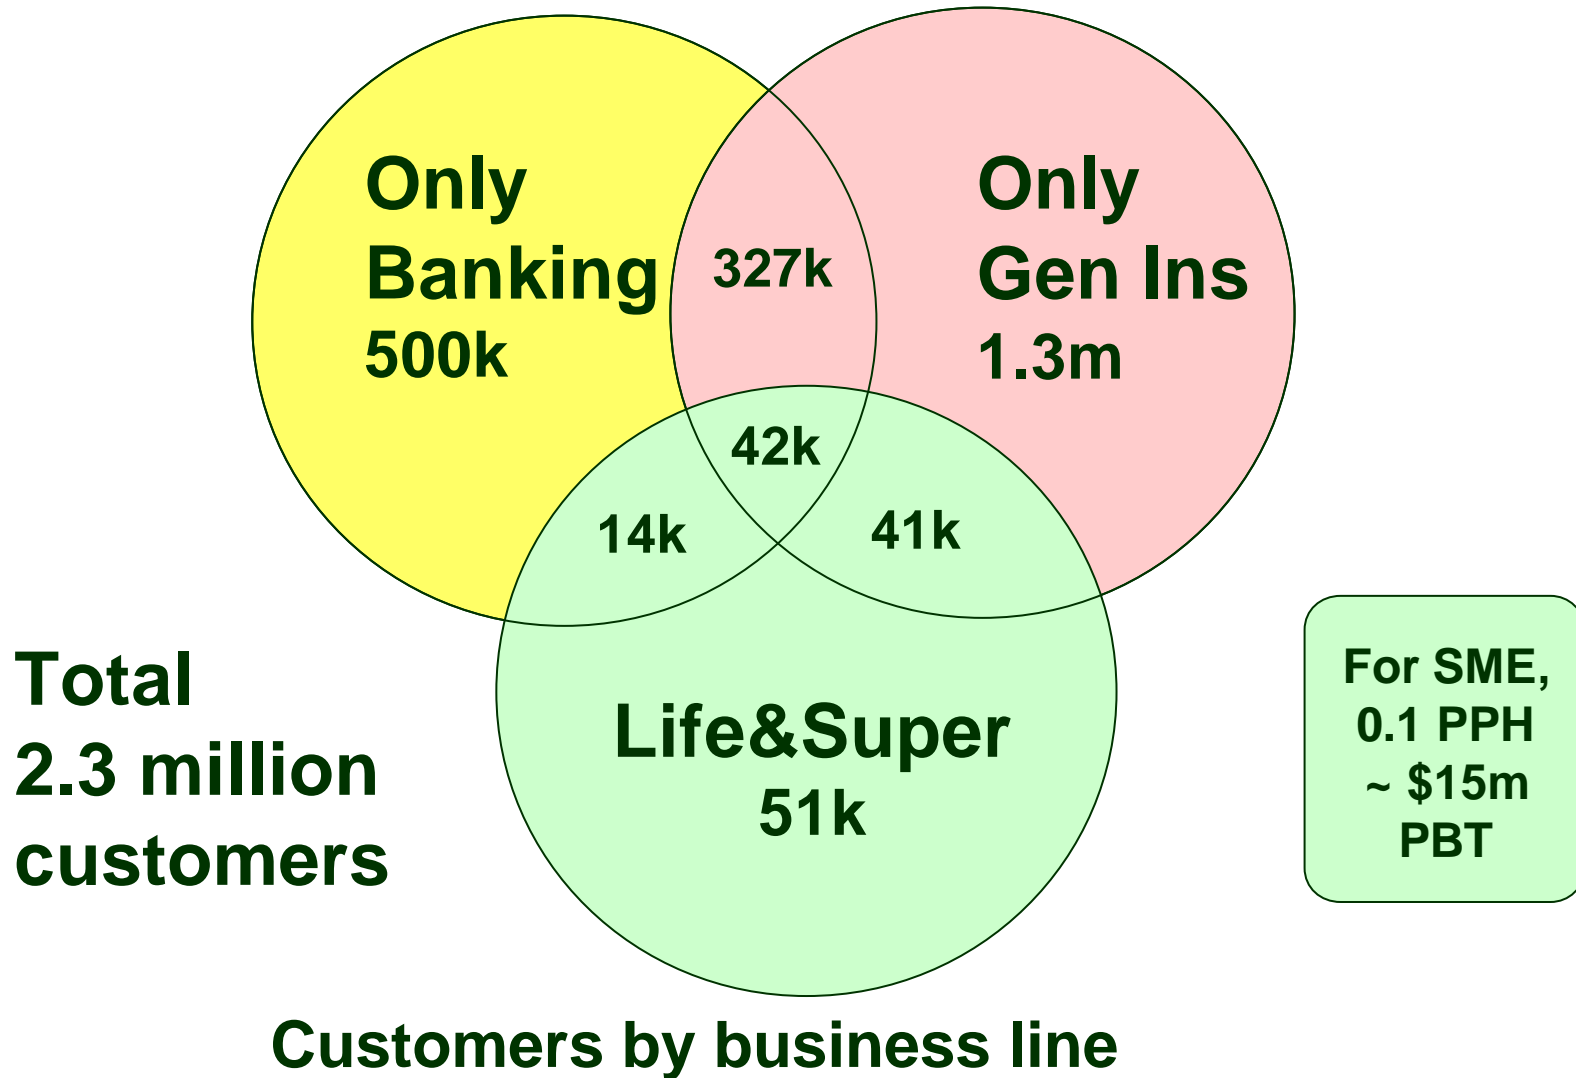 Only
Banking
500k
327k
Only
Gen Ins
1.3m
42k
14k
41k
Life&Super
51k
Total
2.3 million
customers
For SME,
0.1 PPH
~ $15m
PBT
Customers by business line